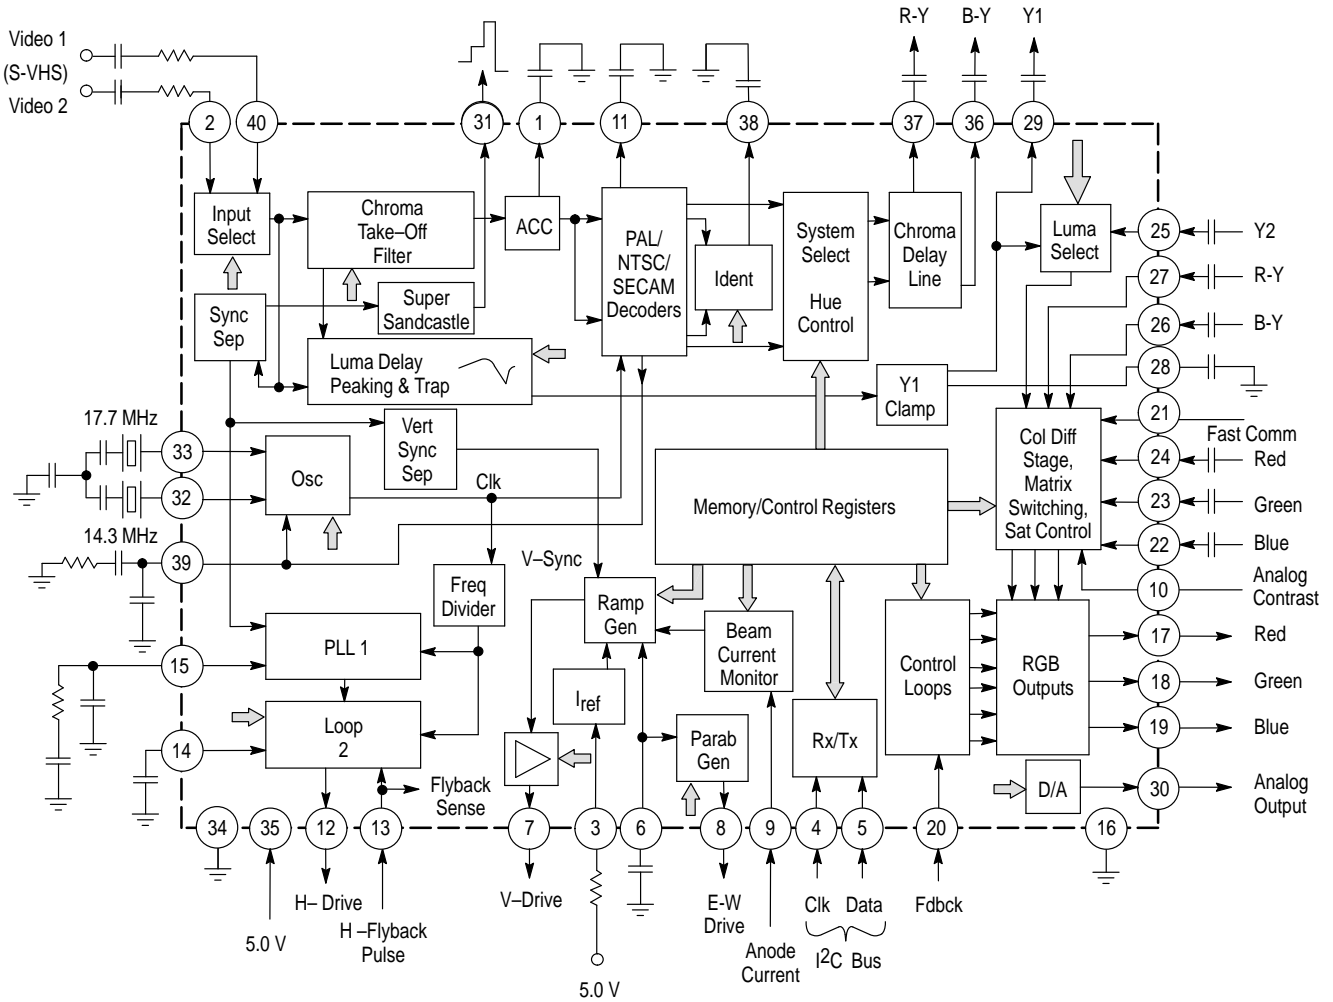 R-Y B-Y Y1
Video 1
(S-VHS)
Video 2
2 40 31 1 11 38 37 36 29
Input
Select
Chroma
Take–Off
Filter
ACC
PAL/
NTSC/
SECAM
Decoders
Ident
System
Select
Hue
Control
Chroma
Delay
Line
Luma
Select
25 Y2
27 R-Y
26 B-Y
28
21
Fast Comm
24 Red
23 Green
22 Blue
10 Analog
Contrast
17 Red
18 Green
19 Blue
30 Analog
Output
Sync
Sep
Super
Sandcastle
Luma Delay
Peaking & Trap
Y1
Clamp
17.7 MHz
33
32
14.3 MHz
39
15
14
Osc
Vert
Sync
Sep
Clk
Memory/Control Registers
Col Diff
Stage,
Matrix
Switching,
Sat Control
V–Sync
Freq
Divider
Ramp
Gen
Beam
Current
Monitor
Control
Loops
RGB
Outputs
PLL 1
Loop
2
Iref
Parab
Gen
Rx/Tx
D/A
Flyback
Sense
34 35 12 13 7 3 6 8 9 4 5 20 16
5.0 V
H– Drive
H –Flyback
Pulse
V–Drive
5.0 V
E-W
Drive
Anode
Current
Clk Data
I2C Bus
Fdbck